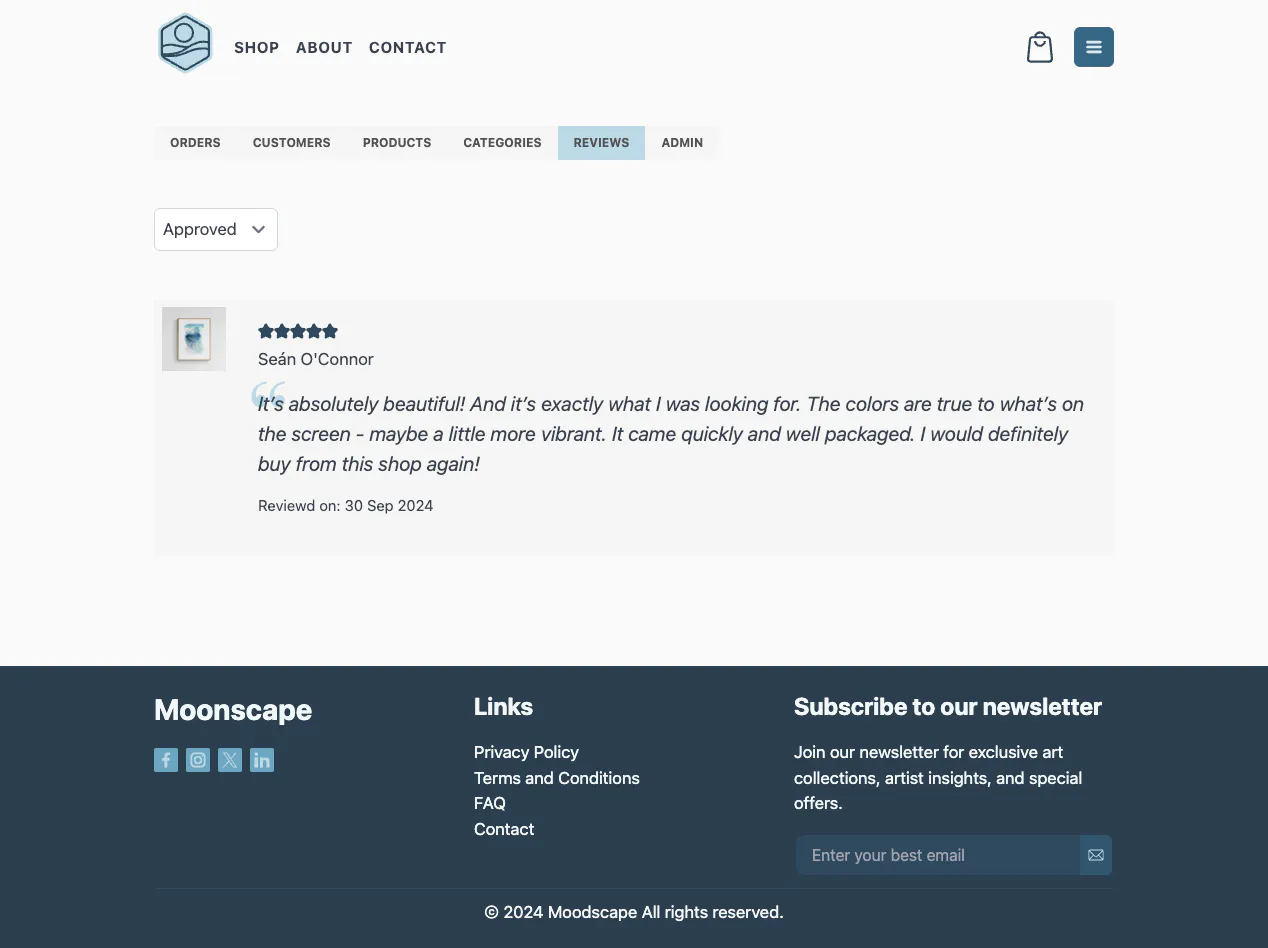 SHOP ABOUT CONTACT
ORDERS CUSTOMERS PRODUCTS CATEGORIES REVIEWS ADMIN
Approved
Seán O'Connor
“
It’s absolutely beautiful! And it’s exactly what I was looking for. The colors are true to what’s on
the screen - maybe a little more vibrant. It came quickly and well packaged. I would definitely
buy from this shop again!
Reviewd on: 30 Sep 2024
Moonscape
Links
Privacy Policy
Terms and Conditions
FAQ
Contact
Subscribe to our newsletter
Join our newsletter for exclusive art
collections, artist insights, and special
offers.
Enter your best email
© 2024 Moodscape All rights reserved.